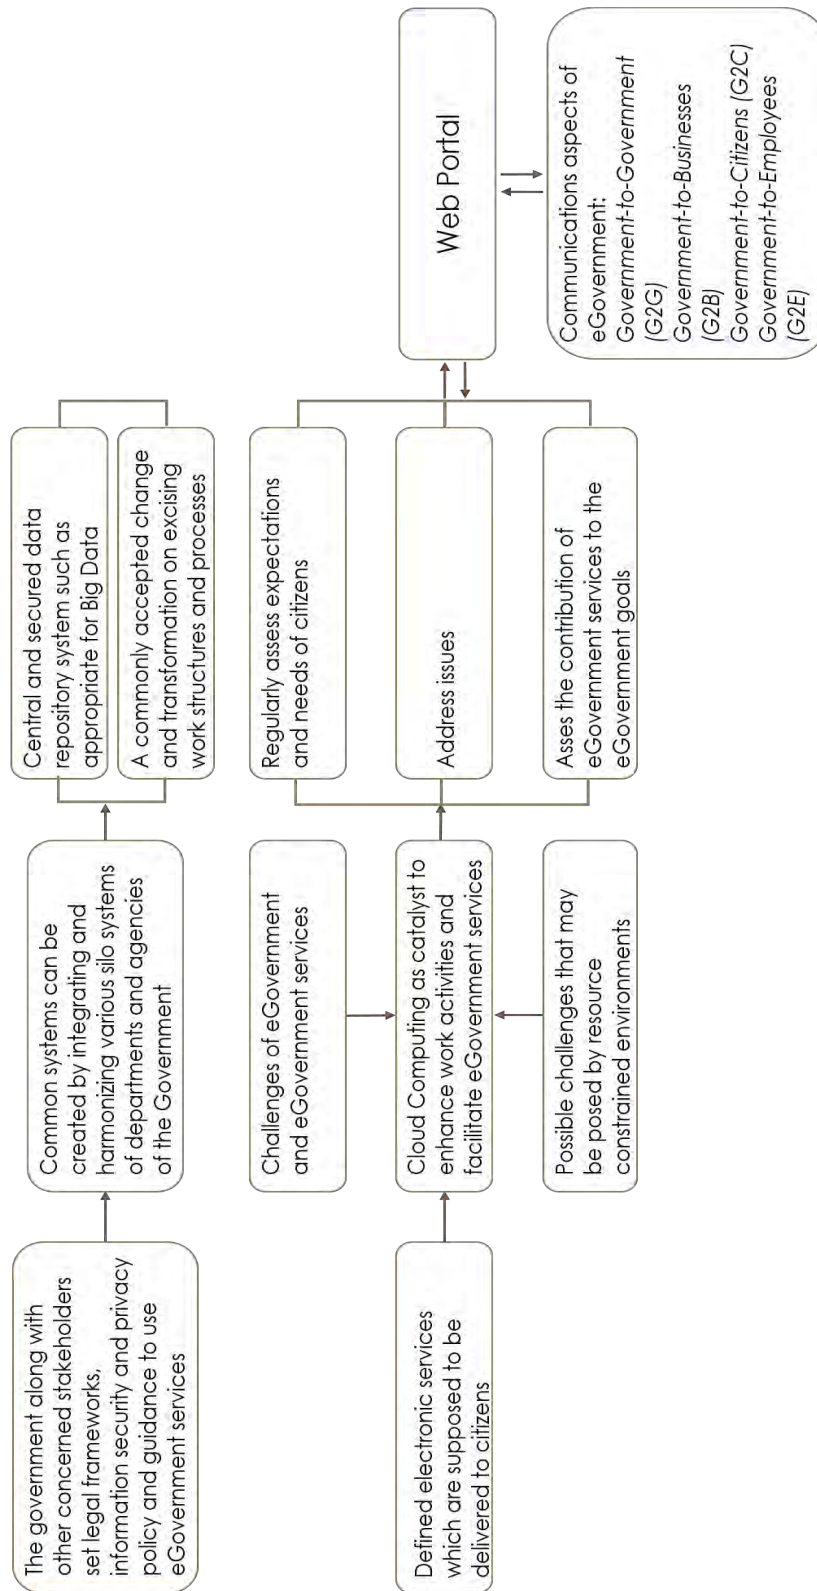 The government along with
other concerned stakeholders
set legal frameworks,
information security and privacy
policy and guidance to use
eGovernment services
Common systems can be
created by integrating and
harmonizing various silo systems
of departments and agencies
of the Government
Central and secured data
repository system such as
appropriate for Big Data
A commonly accepted change
and transformation on excising
work structures and processes
Defined electronic services
which are supposed to be
delivered to citizens
Challenges of eGovernment
and eGovernment services
Cloud Computing as catalyst to
enhance work activities and
facilitate eGovernment services
Possible challenges that may
be posed by resource
constrained environments
Regularly assess expectations
and needs of citizens
Address issues
Asses the contribution of
eGovernment services to the
eGovernment goals
Web Portal
Communications aspects of
eGovernment:
Government-to-Government
(G2G)
Government-to-Businesses
(G2B)
Government-to-Citizens (G2C)
Government-to-Employees
(G2E)